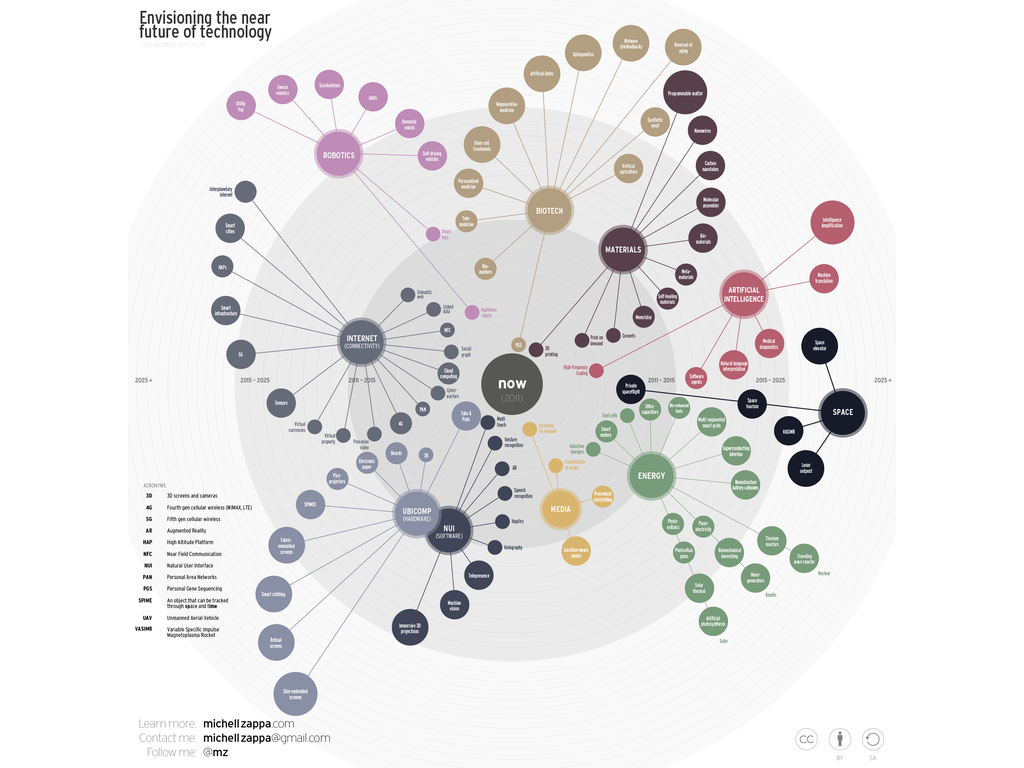 Envisioning the near
future of technology
Utility
fog
Swarm
robotics
Exoskeletons
UAVs
Domestic
robots
Self-driving
vehicles
ROBOTICS
Smart
toys
Appliance
robots
Regenerative
medicine
Artificial limbs
Optogenetics
Reversal of
aging
Synthetic
Vertical
agriculture
Stem-cell
treatments
Personalized
medicine
Tele-
medicine
Bio-
markers
BIOTECH
PGS
Programmable matter
Nanowires
Carbon
nanotubes
Molecular
assembler
Bio-
materials
Meta-
materials
Self-healing
materials
Memristor
Cermets
Print on
demand
3D
printing
MATERIALS
Intelligence
Amplification
Machine
translation
ARTIFICIAL
INTELLIGENCE
Medical
diagnostics
Natural language
interpretation
Software
agents
High-frequency
trading
Interplanetary
internet
Smart
cities
HAPs
Smart
infrastructure
5G
Sensors
Virtual
currencies
Virtual
property
Pervasive
video
4G
PAN
Cyber-
warfare
Cloud
computing
Social
graph
NFC
Linked
data
Semantic
web
INTERNET
(CONNECTIVITY)
now
(2011)
2025 +
2015 - 2025
2011 - 2015
2011 - 2015
2015 - 2025
2025 +
Space
elevator
Private
spaceflight
Space
tourism
SPACE
VASIMR
Lunar
outpost
Tabs &
Pads
Boards
3D
Electronic
paper
Pico-
projectors
SPIMES
Fabric-
embedded
screens
Smart clothing
Retinal
screens
Skin-embedded
screens
UBICOMP
(HARDWARE)
Multi
touch
Gesture
recognition
AR
Speech
recognition
Haptics
Holography
Telepresence
Machine
vision
Immersive 3D
projections
NUI
(SOFTWARE)
Gamification
of media
Procedural
storytelling
MEDIA
Location-aware
media
Fuel cells
Smart
meters
Inductive
chargers
Ultra-
capacitors
Bio-enhanced
fuels
Multi-segmented
smart grids
Superconducting
Nanostructure
battery cathodes
ENERGY
Photo-
voltaics
Piezo-
electricity
Photovoltaic
glass
Biomechanical
harvesting
Thorium
reactors
Traveling
wave reactor
Nuclear
Nano-
generators
Kinetic
Solar
thermal
Artificial
photosynthesis
Solar
ACRONYMS
3D 3D screens and cameras
4G Fourth gen cellular wireless (WiMAX, LTE)
5G Fifth gen cellular wireless
AR Augmented Reality
HAP High Altitude Platform
NFC Near Field Communication
NUI Natural User Interface
PAN Personal Area Networks
PGS Personal Gene Sequencing
SPIME An object that can be tracked
through space and time
UAV Unmanned Aerial Vehicle
VASIMR Variable Specific Impulse
Magnetoplasma Rocket
Learn more: michellzappa.com
Contact me: michellzappa@gmail.com
Follow me: @mz
CC
BY
SA